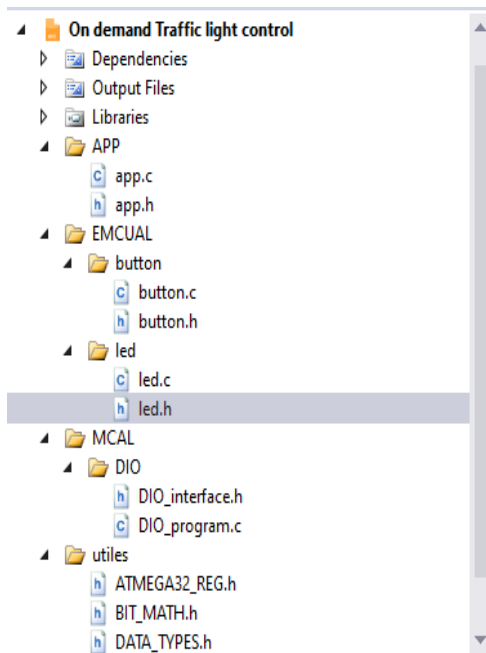 On demand Traffic light control
Dependencies
Output Files
Libraries
APP
c app.c
h app.h
EMCUAL
button
c button.c
h button.h
led
c led.c
h led.h
MCAL
DIO
h DIO_interface.h
c DIO_program.c
utiles
h ATMEGA32_REG.h
h BIT_MATH.h
h DATA_TYPES.h